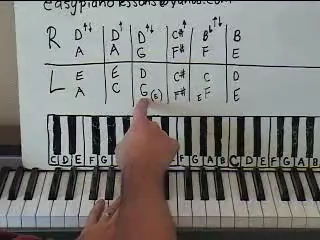 easypianolessons@yahoo.com
R D↑↓ D↑ D↑↓ C#↑ B♭↑↓ B
A A G F# F E
L E E D C# C D
A C G(E) F# E F E
C D E F G F G A B C D E F G A B